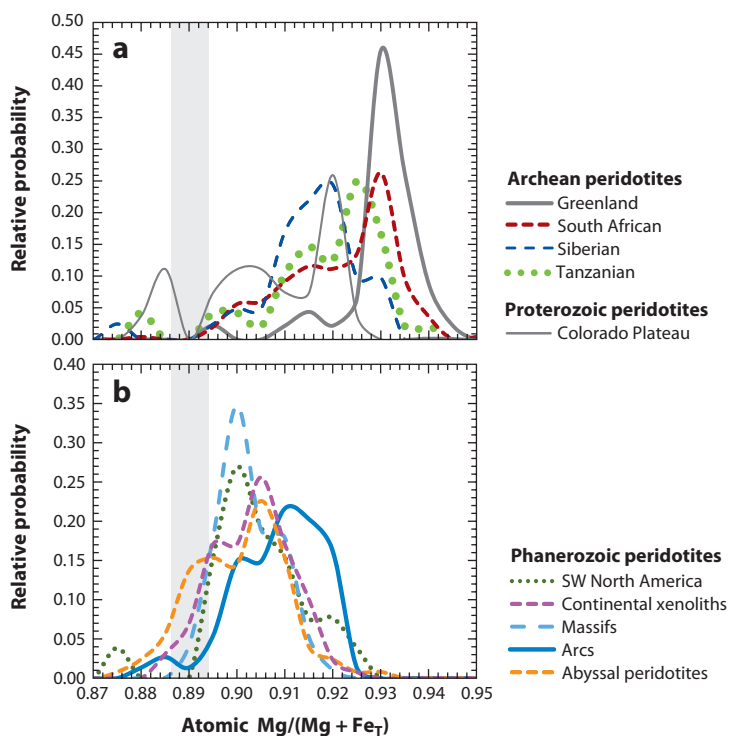 a
0.50
0.45
0.40
0.35
0.30
0.25
0.20
0.15
0.10
0.05
0.00
Relative probability
Archean peridotites
Greenland
South African
Siberian
Tanzanian
Proterozoic peridotites
Colorado Plateau
b
0.40
0.35
0.30
0.25
0.20
0.15
0.10
0.05
0.00
Relative probability
Phanerozoic peridotites
SW North America
Continental xenoliths
Massifs
Arcs
Abyssal peridotites
0.87 0.88 0.89 0.90 0.91 0.92 0.93 0.94 0.95
Atomic Mg/(Mg + FeT)